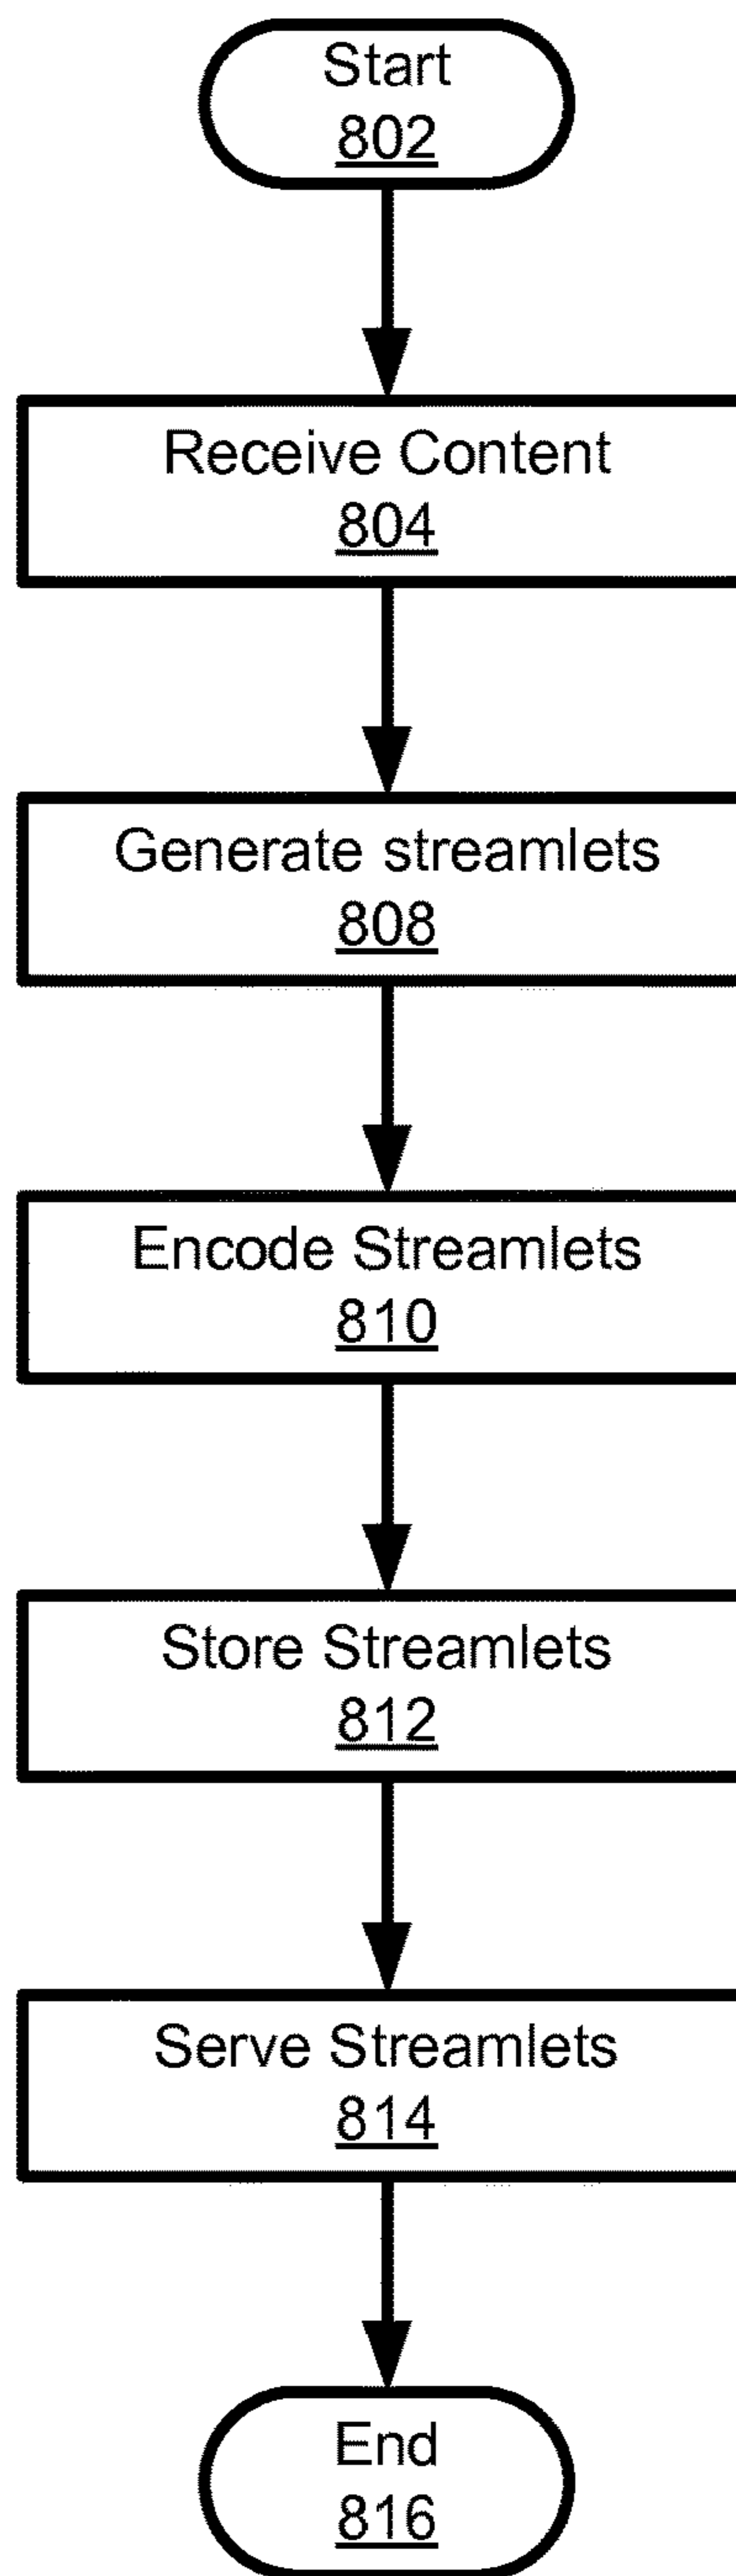 Start
802
Receive Content
804
Generate streamlets
808
Encode Streamlets
810
Store Streamlets
812
Serve Streamlets
814
End
816